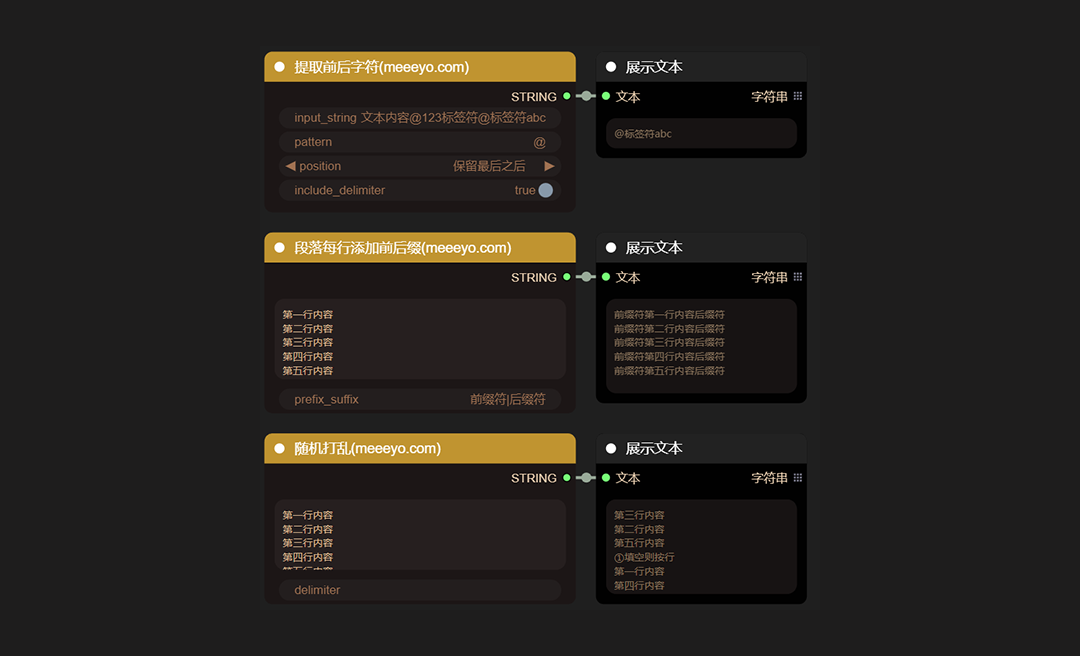 提取前后字符(meeeyo.com)
STRING
input_string 文本内容@123标签符@标签符abc
pattern @
position 保留最后之后
include_delimiter true
展示文本
文本 字符串
@标签符abc
段落每行添加前后缀(meeeyo.com)
STRING
第一行内容
第二行内容
第三行内容
第四行内容
第五行内容
prefix_suffix 前缀符|后缀符
展示文本
文本 字符串
前缀符第一行内容后缀符
前缀符第二行内容后缀符
前缀符第三行内容后缀符
前缀符第四行内容后缀符
前缀符第五行内容后缀符
随机打乱(meeeyo.com)
STRING
第一行内容
第二行内容
第三行内容
第四行内容
第五行内容
delimiter
展示文本
文本 字符串
第三行内容
第二行内容
第五行内容
①填空则按行
第一行内容
第四行内容